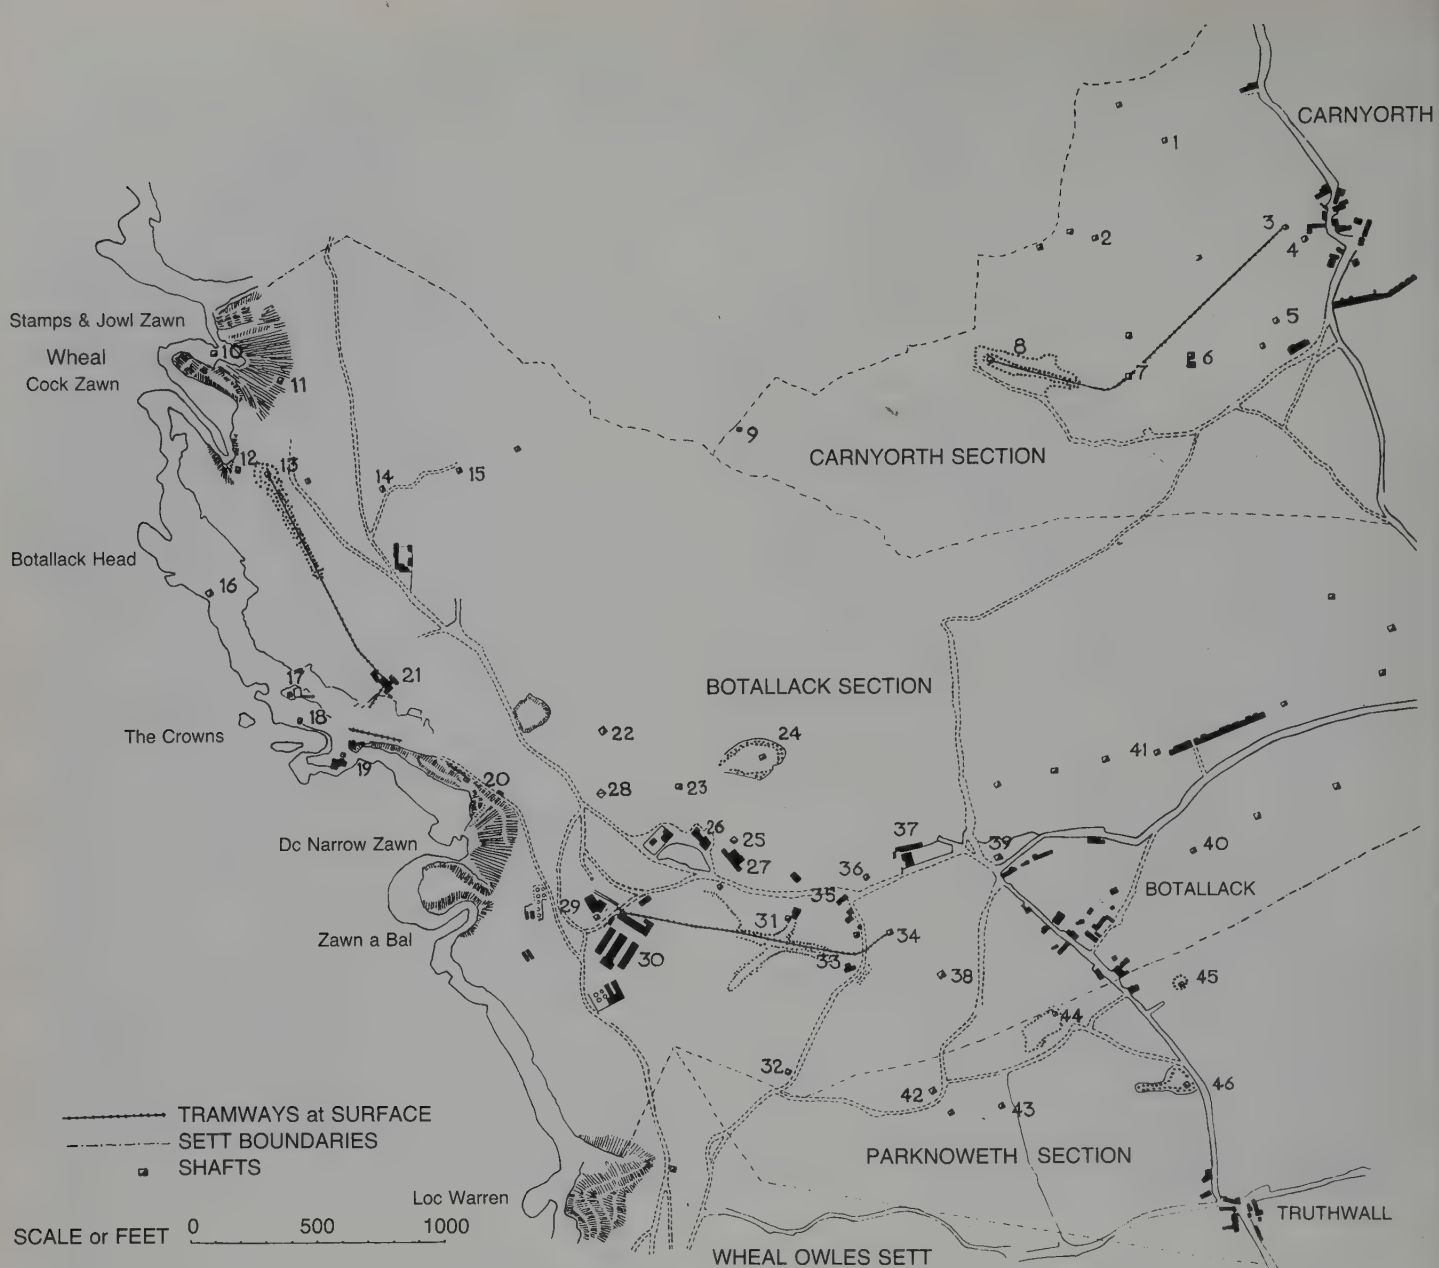 CARNYORTH
1
3
2
4
Stamps & Jowl Zawn
5
Wheal
10
8
6
Cock Zawn
11
7
9
CARNYORTH SECTION
12
13
14
15
Botallack Head
16
17
21
BOTALLACK SECTION
18
22
24
The Crowns
19
41
20
28
23
Dc Narrow Zawn
26
25
37
39
40
27
36
BOTALLACK
29
35
31
Zawn a Bal
34
30
33
38
45
44
32
42
43
46
TRAMWAYS at SURFACE
SETT BOUNDARIES
SHAFTS
PARKNOWETH SECTION
Loc Warren
TRUTHWALL
SCALE or FEET 0 500 1000
WHEAL OWLES SETT